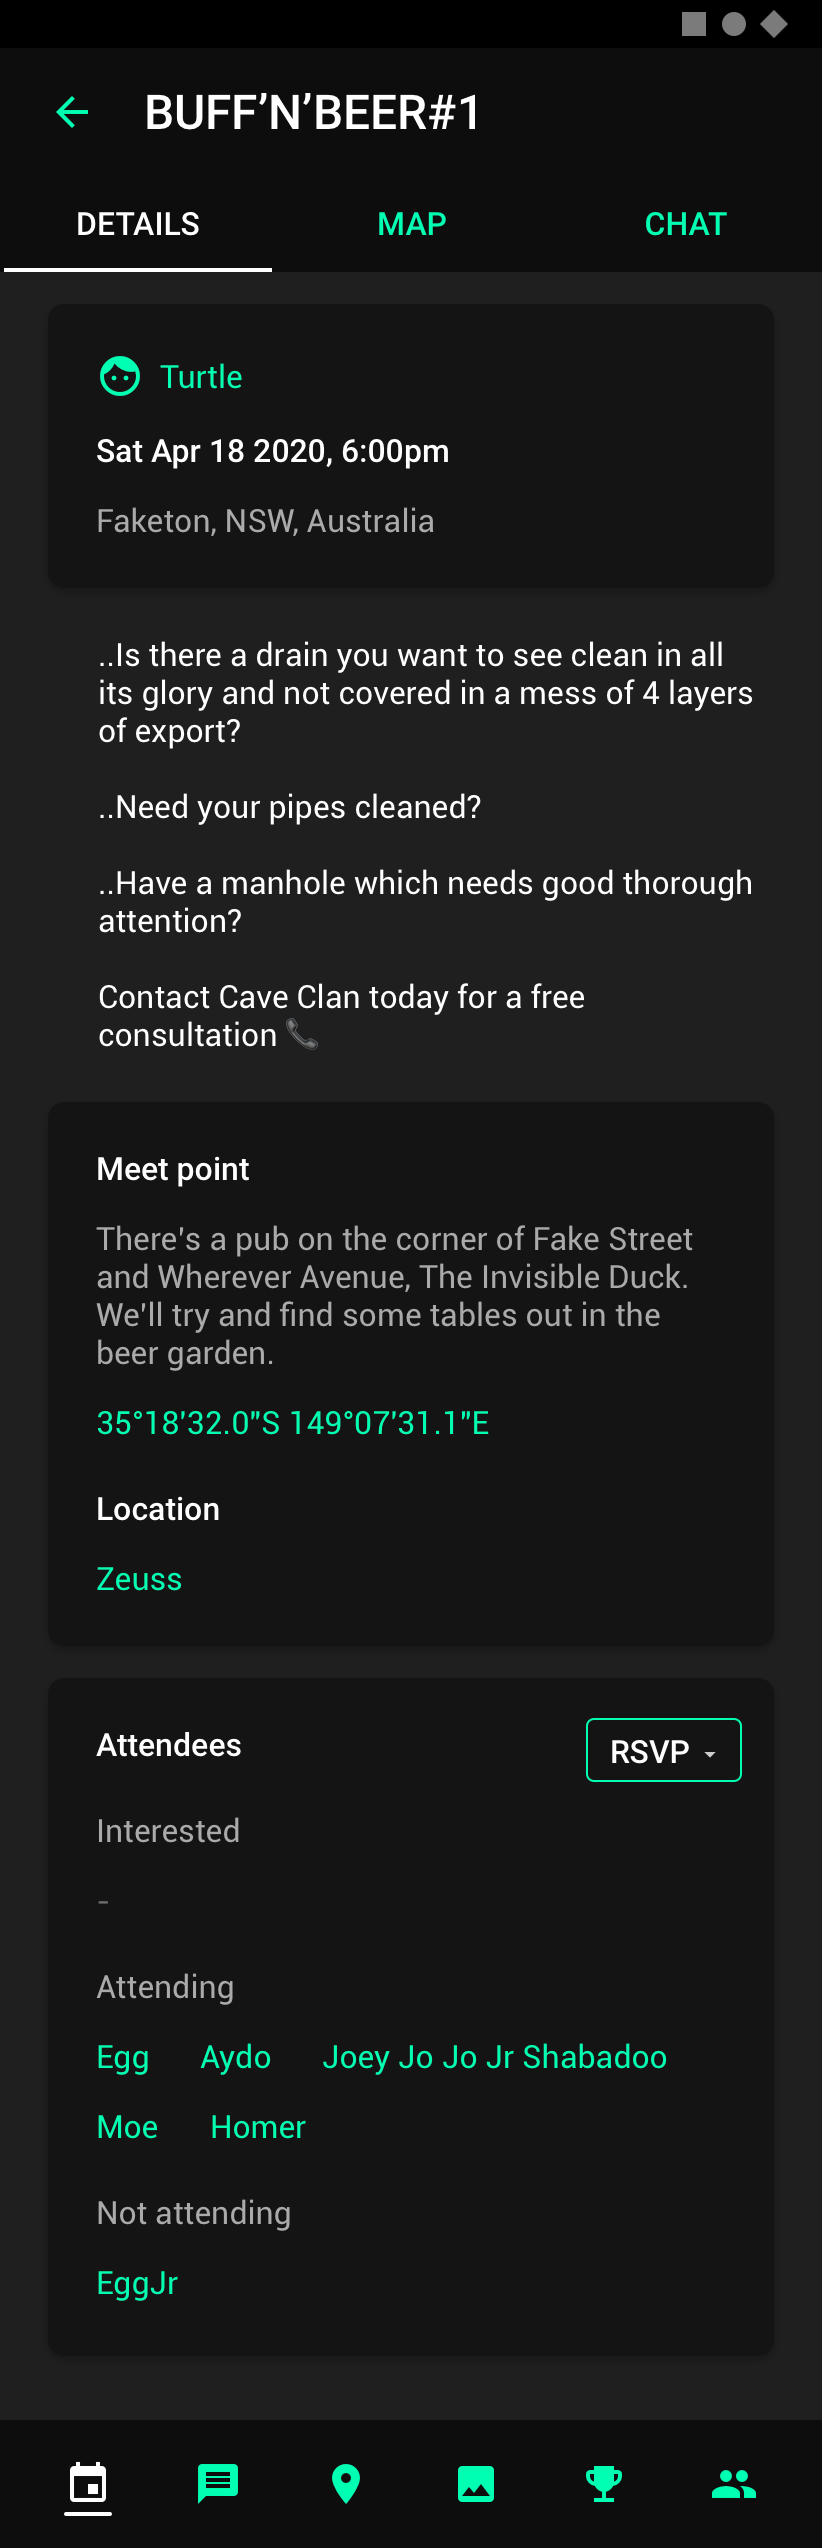 BUFF’N’BEER#1
DETAILS
MAP
CHAT
Turtle
Sat Apr 18 2020, 6:00pm
Faketon, NSW, Australia
..Is there a drain you want to see clean in all
its glory and not covered in a mess of 4 layers
of export?
..Need your pipes cleaned?
..Have a manhole which needs good thorough
attention?
Contact Cave Clan today for a free
consultation 📞
Meet point
There's a pub on the corner of Fake Street
and Wherever Avenue, The Invisible Duck.
We'll try and find some tables out in the
beer garden.
35°18'32.0"S 149°07'31.1"E
Location
Zeuss
Attendees
RSVP
Interested
-
Attending
Egg Aydo Joey Jo Jo Jr Shabadoo
Moe Homer
Not attending
EggJr